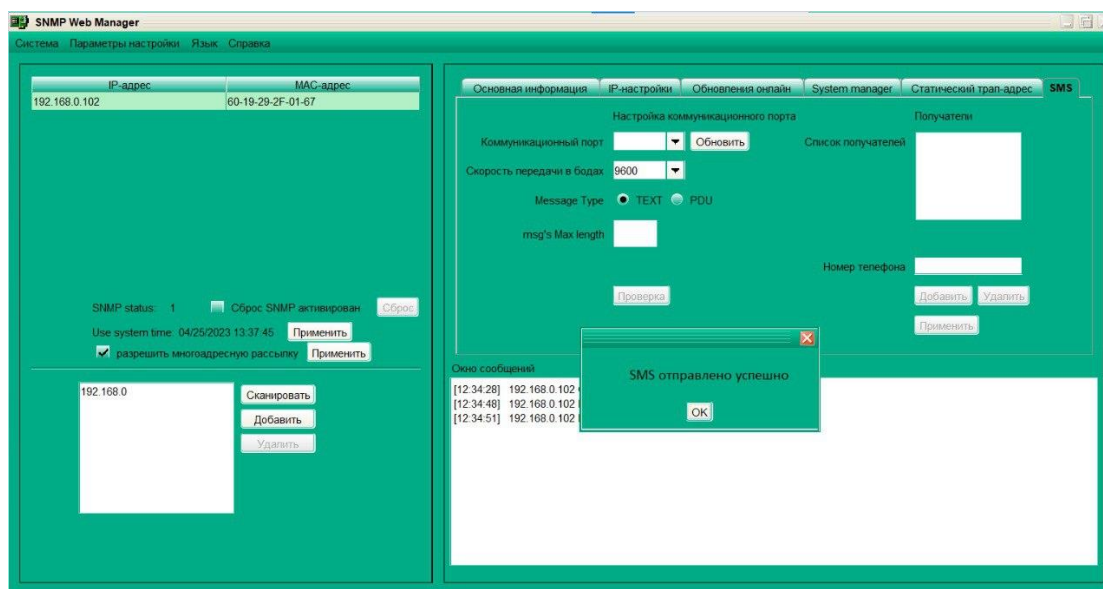 SNMP Web Manager
Система Параметры настройки Язык Справка
IP-адрес MAC-адрес
192.168.0.102 60-19-29-2F-01-67
SNMP status: 1 Сброс SNMP активирован Сброс
Use system time: 04/25/2023 13:37:45 Применить
разрешить многоадресную рассылку Применить
192.168.0
Сканировать
Добавить
Удалить
Основная информация IP-настройки Обновления онлайн System manager Статический трап-адрес SMS
Настройка коммуникационного порта Получатели
Коммуникационный порт Обновить Список получателей
Скорость передачи в бодах 9600
Message Type TEXT PDU
msg's Max length
Номер телефона
Проверка Добавить Удалить
Применить
Окно сообщений
[12:34:28] 192.168.0.102
[12:34:48] 192.168.0.102
[12:34:51] 192.168.0.102
SMS отправлено успешно
OK